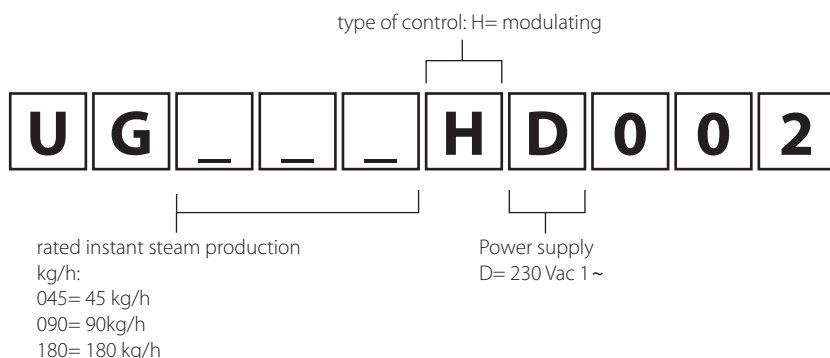 type of control: H= modulating
U G _ _ _ H D 0 0 2
rated instant steam production
kg/h:
045= 45 kg/h
090= 90kg/h
180= 180 kg/h
Power supply
D= 230 Vac 1~